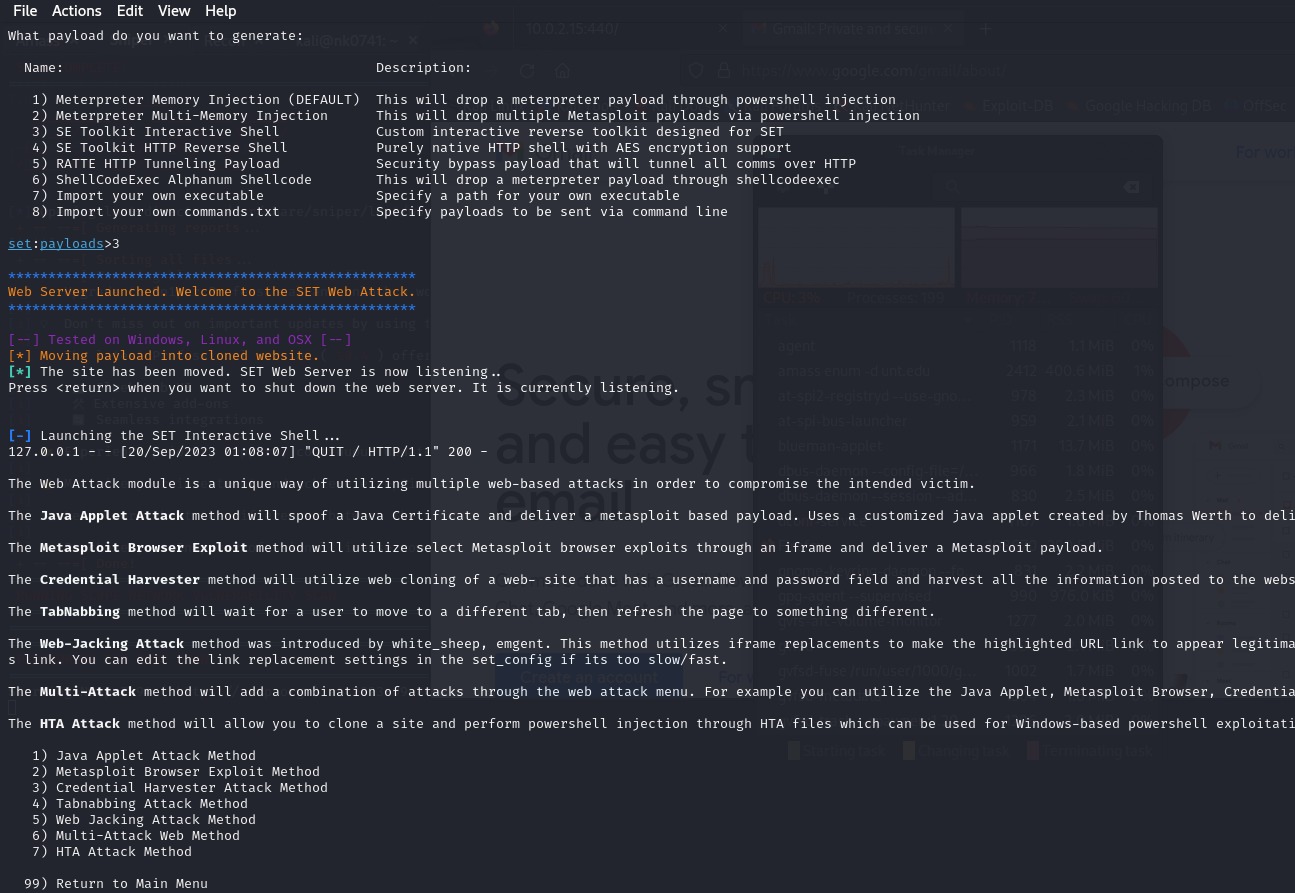 File Actions Edit View Help
What payload do you want to generate:
Name: Description:
1) Meterpreter Memory Injection (DEFAULT) This will drop a meterpreter payload through powershell injection
2) Meterpreter Multi-Memory Injection This will drop multiple Metasploit payloads via powershell injection
3) SE Toolkit Interactive Shell Custom interactive reverse toolkit designed for SET
4) SE Toolkit HTTP Reverse Shell Purely native HTTP shell with AES encryption support
5) RATTE HTTP Tunneling Payload Security bypass payload that will tunnel all comms over HTTP
6) ShellCodeExec Alphanum Shellcode This will drop a meterpreter payload through shellcodeexec
7) Import your own executable Specify a path for your own executable
8) Import your own commands.txt Specify payloads to be sent via command line
set:payloads>3
***************************************************
Web Server Launched. Welcome to the SET Web Attack.
***************************************************
[--] Tested on Windows, Linux, and OSX [--]
[*] Moving payload into cloned website.
[*] The site has been moved. SET Web Server is now listening..
Press <return> when you want to shut down the web server. It is currently listening.
[-] Launching the SET Interactive Shell...
127.0.0.1 - - [20/Sep/2023 01:08:07] "QUIT / HTTP/1.1" 200 -
The Web Attack module is a unique way of utilizing multiple web-based attacks in order to compromise the intended victim.
The Java Applet Attack method will spoof a Java Certificate and deliver a metasploit based payload. Uses a customized java applet created by Thomas Werth to deli
The Metasploit Browser Exploit method will utilize select Metasploit browser exploits through an iframe and deliver a Metasploit payload.
The Credential Harvester method will utilize web cloning of a web- site that has a username and password field and harvest all the information posted to the webs
The TabNabbing method will wait for a user to move to a different tab, then refresh the page to something different.
The Web-Jacking Attack method was introduced by white_sheep, emgent. This method utilizes iframe replacements to make the highlighted URL link to appear legitima
s link. You can edit the link replacement settings in the set_config if its too slow/fast.
The Multi-Attack method will add a combination of attacks through the web attack menu. For example you can utilize the Java Applet, Metasploit Browser, Credentia
The HTA Attack method will allow you to clone a site and perform powershell injection through HTA files which can be used for Windows-based powershell exploitati
1) Java Applet Attack Method
2) Metasploit Browser Exploit Method
3) Credential Harvester Attack Method
4) Tabnabbing Attack Method
5) Web Jacking Attack Method
6) Multi-Attack Web Method
7) HTA Attack Method
99) Return to Main Menu